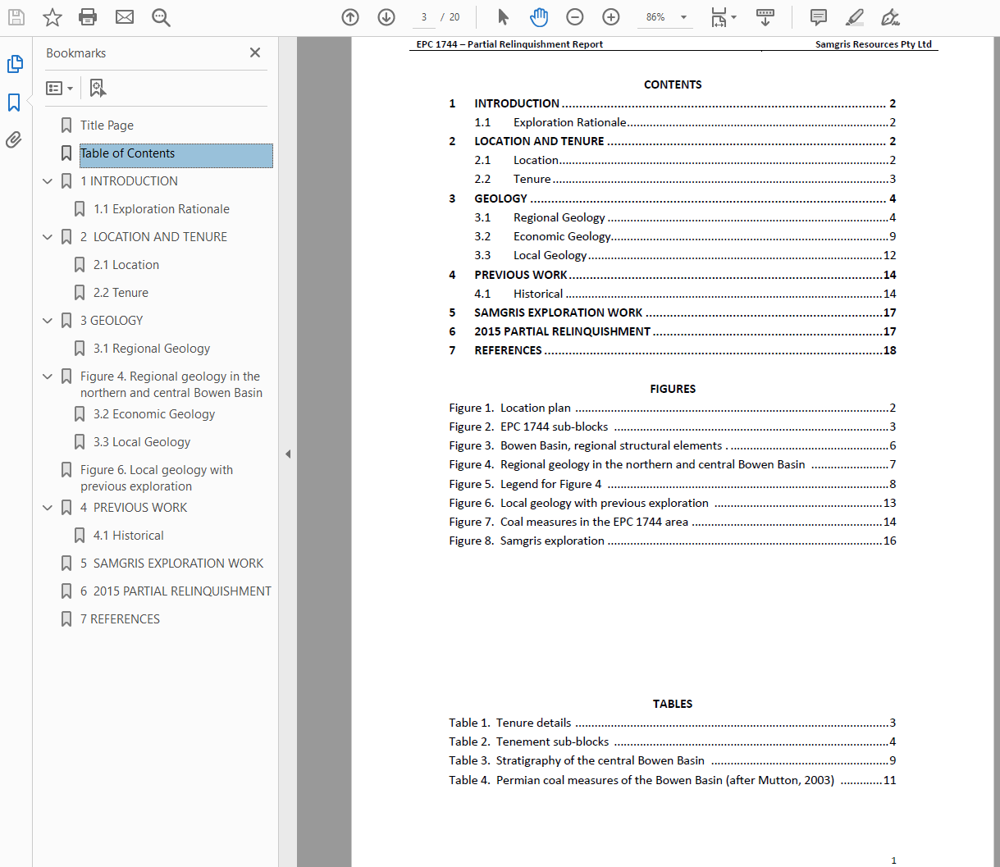 3 / 20
86%
Bookmarks
Title Page
Table of Contents
1 INTRODUCTION
1.1 Exploration Rationale
2 LOCATION AND TENURE
2.1 Location
2.2 Tenure
3 GEOLOGY
3.1 Regional Geology
Figure 4. Regional geology in the
northern and central Bowen Basin
3.2 Economic Geology
3.3 Local Geology
Figure 6. Local geology with
previous exploration
4 PREVIOUS WORK
4.1 Historical
5 SAMGRIS EXPLORATION WORK
6 2015 PARTIAL RELINQUISHMENT
7 REFERENCES
EPC 1744 – Partial Relinquishment Report Samgris Resources Pty Ltd
CONTENTS
1 INTRODUCTION ........ 2
1.1 Exploration Rationale........ 2
2 LOCATION AND TENURE ........ 2
2.1 Location........ 2
2.2 Tenure ........ 3
3 GEOLOGY ........ 4
3.1 Regional Geology ........ 4
3.2 Economic Geology........ 9
3.3 Local Geology........ 12
4 PREVIOUS WORK........ 14
4.1 Historical ........ 14
5 SAMGRIS EXPLORATION WORK ........ 17
6 2015 PARTIAL RELINQUISHMENT ........ 17
7 REFERENCES ........ 18
FIGURES
Figure 1. Location plan ........ 2
Figure 2. EPC 1744 sub-blocks ........ 3
Figure 3. Bowen Basin, regional structural elements . ........ 6
Figure 4. Regional geology in the northern and central Bowen Basin ........ 7
Figure 5. Legend for Figure 4 ........ 8
Figure 6. Local geology with previous exploration ........ 13
Figure 7. Coal measures in the EPC 1744 area ........ 14
Figure 8. Samgris exploration ........ 16
TABLES
Table 1. Tenure details ........ 3
Table 2. Tenement sub-blocks ........ 4
Table 3. Stratigraphy of the central Bowen Basin ........ 9
Table 4. Permian coal measures of the Bowen Basin (after Mutton, 2003) ........ 11
1